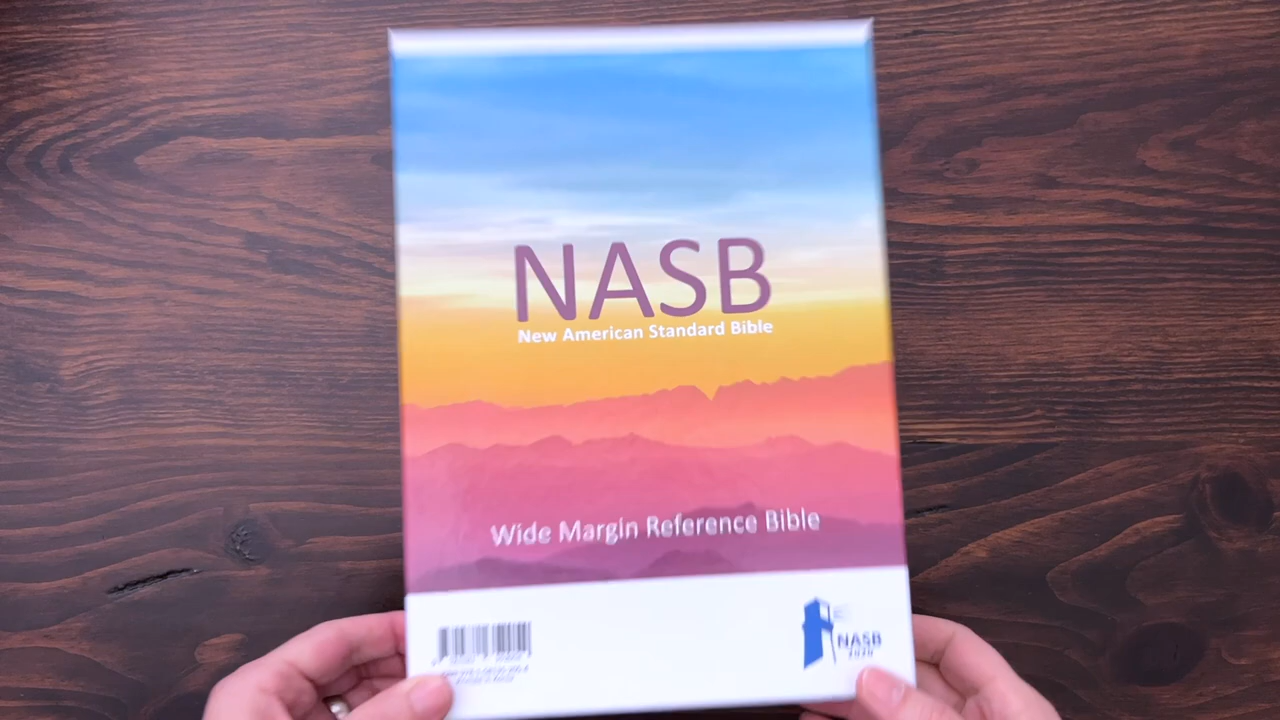 NASB
New American Standard Bible
Wide Margin Reference Bible
NASB
2020